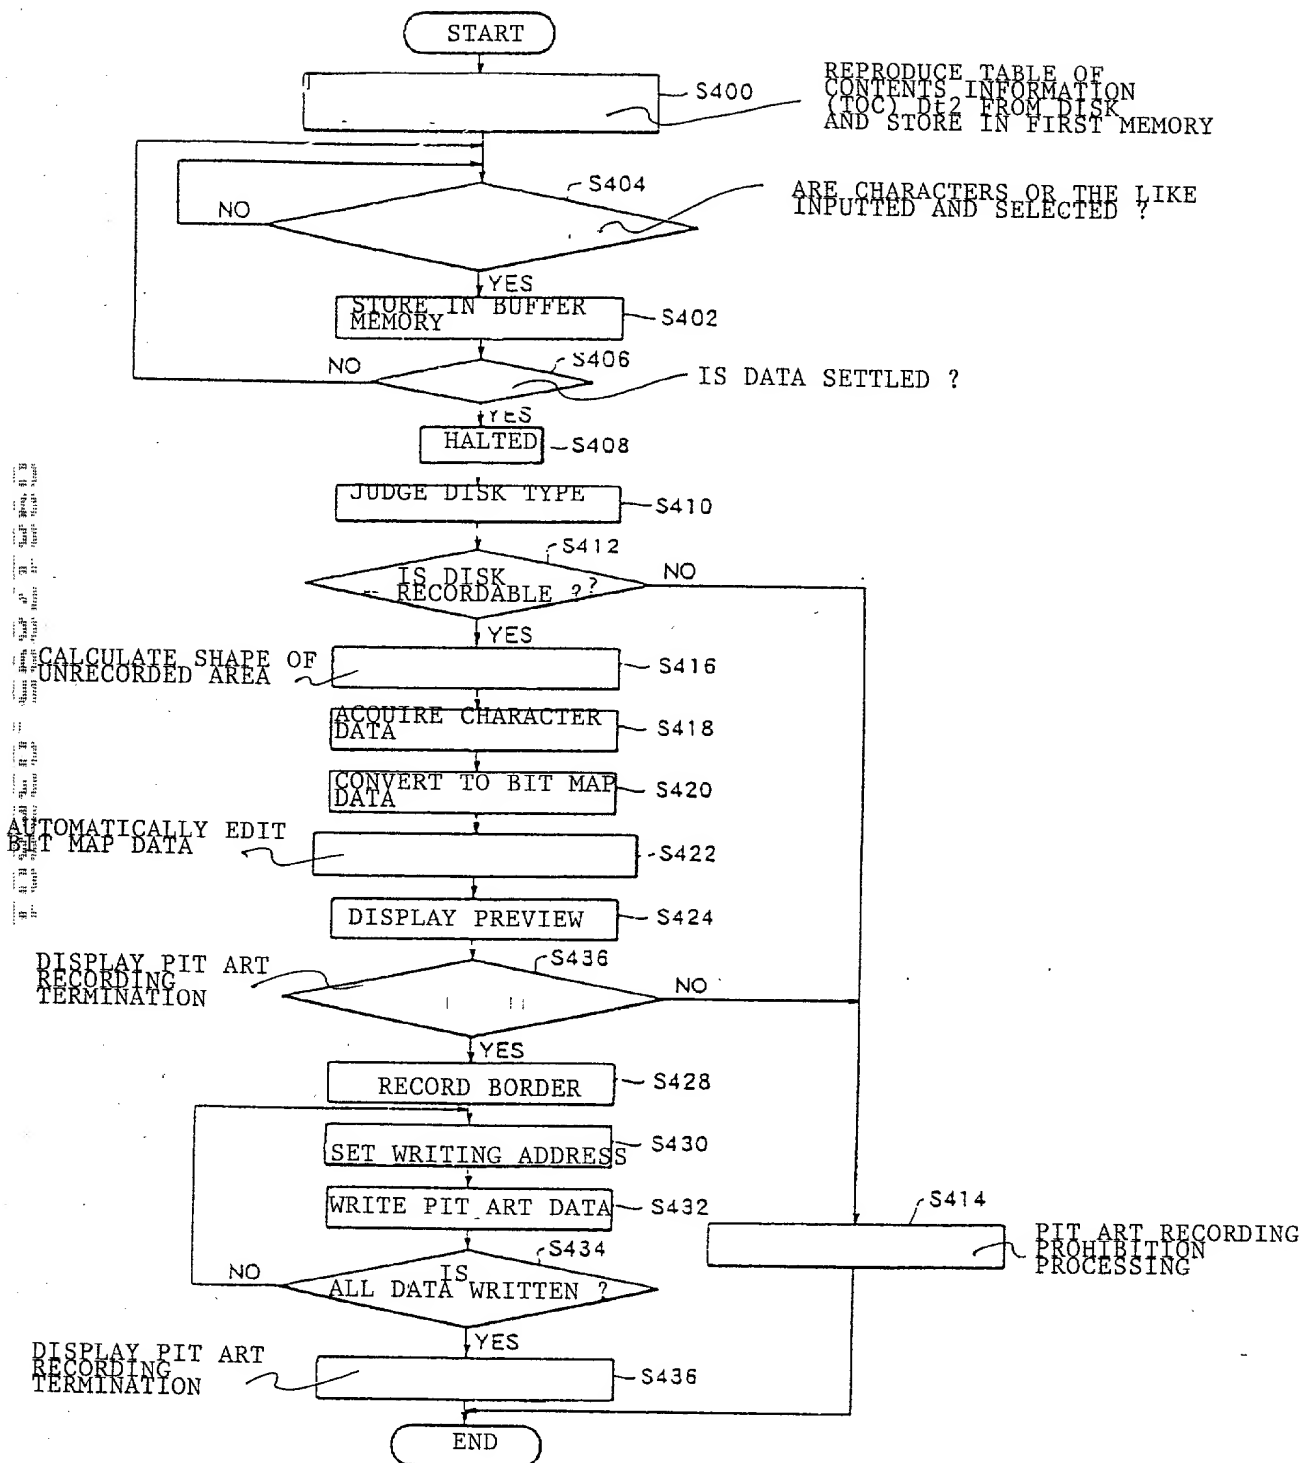 START
S400
REPRODUCE TABLE OF
CONTENTS INFORMATION
(TOC) Dt2 FROM DISK
AND STORE IN FIRST MEMORY
S404
ARE CHARACTERS OR THE LIKE
INPUTTED AND SELECTED ?
NO
YES
STORE IN BUFFER
MEMORY
S402
S406
NO
IS DATA SETTLED ?
YES
HALTED
S408
JUDGE DISK TYPE
S410
S412
IS DISK
RECORDABLE ??
NO
YES
CALCULATE SHAPE OF
UNRECORDED AREA
S416
ACQUIRE CHARACTER
DATA
S418
CONVERT TO BIT MAP
DATA
S420
AUTOMATICALLY EDIT
BIT MAP DATA
S422
DISPLAY PREVIEW
S424
DISPLAY PIT ART
RECORDING
TERMINATION
S436
NO
YES
RECORD BORDER
S428
SET WRITING ADDRESS
S430
WRITE PIT ART DATA
S432
S414
PIT ART RECORDING
PROHIBITION
PROCESSING
S434
IS
ALL DATA WRITTEN ?
NO
YES
DISPLAY PIT ART
RECORDING
TERMINATION
S436
END